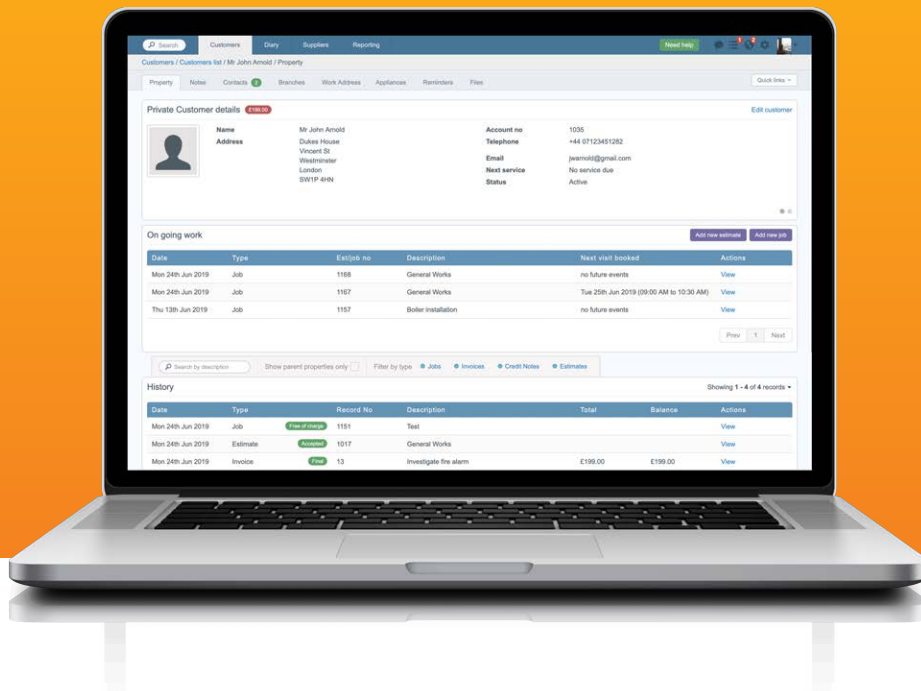 Search Customers Diary Suppliers Reporting Need help 1 2
Customers / Customers list / Mr John Arnold / Property
Property Notes Contacts 2 Branches Work Address Appliances Reminders Files Quick links
Private Customer details £199.00 Edit customer
Name Mr John Arnold Account no 1035
Address Dukes House Telephone +44 07123451282
Vincent St
Westminster Email jwarnold@gmail.com
London Next service No service due
SW1P 4HN Status Active
On going work Add new estimate Add new job
Date Type Est/job no Description Next visit booked Actions
Mon 24th Jun 2019 Job 1168 General Works no future events View
Mon 24th Jun 2019 Job 1167 General Works Tue 25th Jun 2019 (09:00 AM to 10:30 AM) View
Thu 13th Jun 2019 Job 1157 Boiler installation no future events View
Prev 1 Next
Search by description Show parent properties only Filter by type Jobs Invoices Credit Notes Estimates
History Showing 1 - 4 of 4 records
Date Type Record No Description Total Balance Actions
Mon 24th Jun 2019 Job Free of charge 1151 Test View
Mon 24th Jun 2019 Estimate Accepted 1017 General Works View
Mon 24th Jun 2019 Invoice Final 13 Investigate fire alarm £199.00 £199.00 View